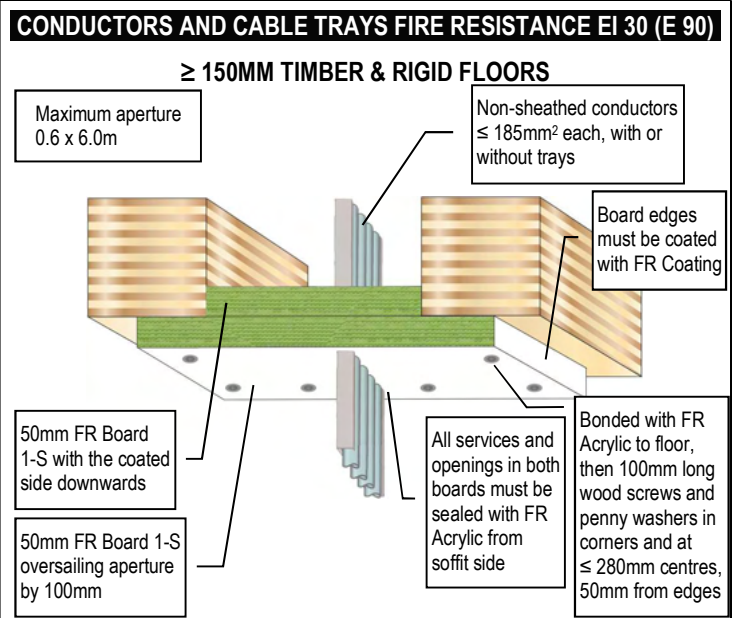 CONDUCTORS AND CABLE TRAYS FIRE RESISTANCE EI 30 (E 90)
≥ 150MM TIMBER & RIGID FLOORS
Maximum aperture
0.6 x 6.0m
Non-sheathed conductors
≤ 185mm² each, with or
without trays
Board edges
must be coated
with FR Coating
50mm FR Board
1-S with the coated
side downwards
50mm FR Board 1-S
oversailing aperture
by 100mm
All services and
openings in both
boards must be
sealed with FR
Acrylic from
soffit side
Bonded with FR
Acrylic to floor,
then 100mm long
wood screws and
penny washers in
corners and at
≤ 280mm centres,
50mm from edges